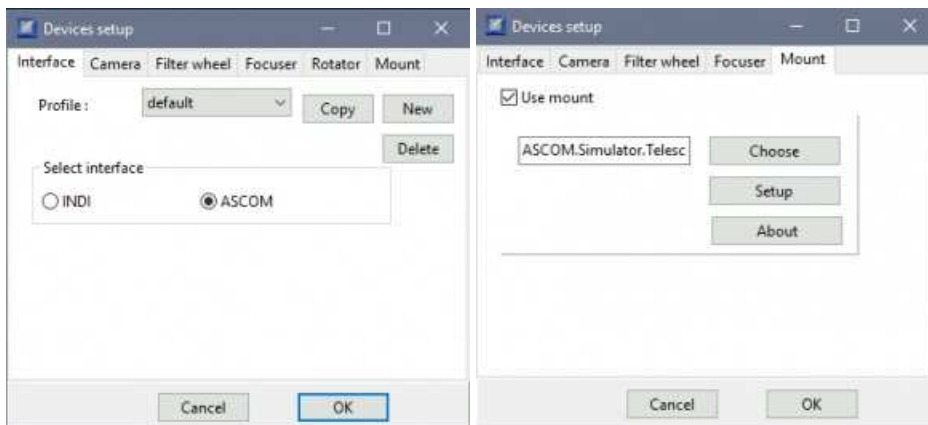 Devices setup
Interface Camera Filter wheel Focuser Rotator Mount
Profile : default Copy New
Delete
Select interface
INDI ASCOM
Cancel OK
Devices setup
Interface Camera Filter wheel Focuser Mount
Use mount
ASCOM.Simulator.Telesc Choose
Setup
About
Cancel OK